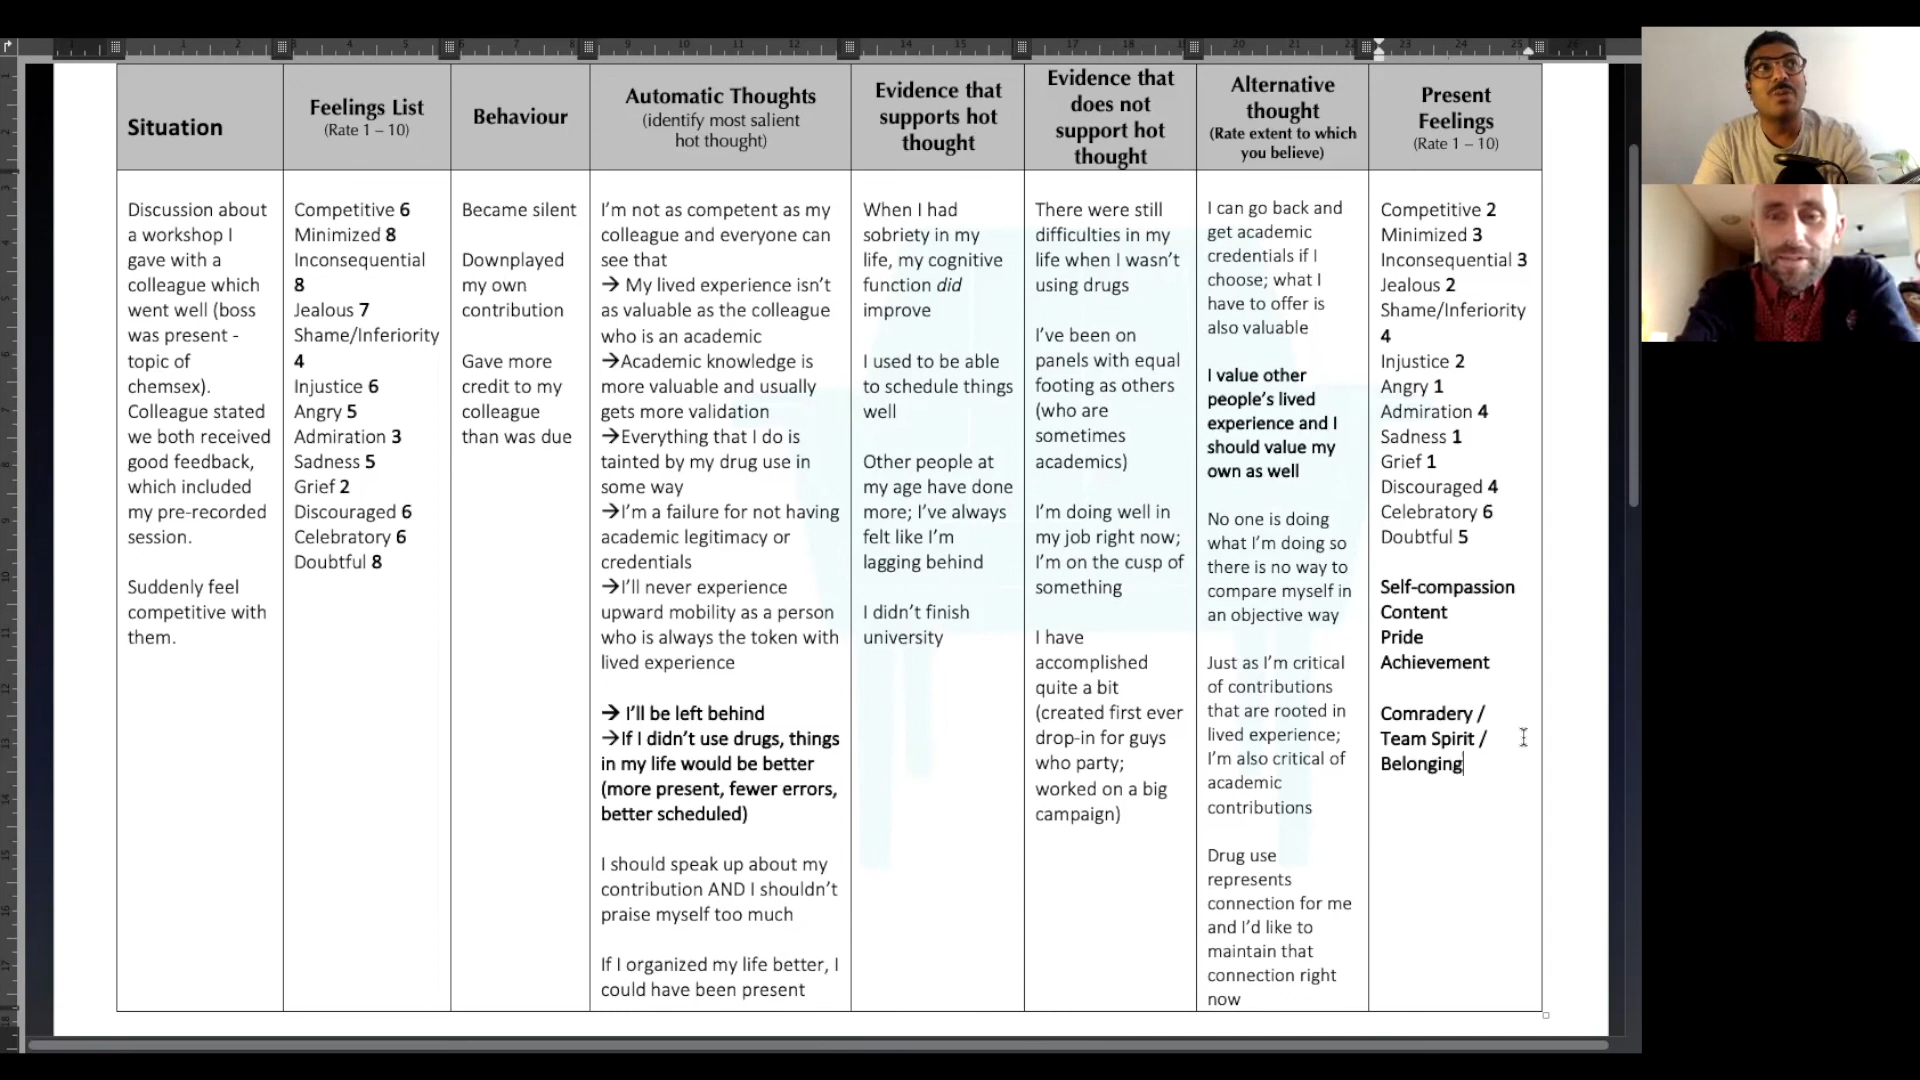 Situation
Feelings List
(Rate 1 – 10)
Behaviour
Automatic Thoughts
(identify most salient
hot thought)
Evidence that
supports hot
thought
Evidence that
does not
support hot
thought
Alternative
thought
(Rate extent to which
you believe)
Present
Feelings
(Rate 1 – 10)
Discussion about
a workshop I
gave with a
colleague which
went well (boss
was present -
topic of
chemsex).
Colleague stated
we both received
good feedback,
which included
my pre-recorded
session.
Suddenly feel
competitive with
them.
Competitive 6
Minimized 8
Inconsequential
8
Jealous 7
Shame/Inferiority
4
Injustice 6
Angry 5
Admiration 3
Sadness 5
Grief 2
Discouraged 6
Celebratory 6
Doubtful 8
Became silent
Downplayed
my own
contribution
Gave more
credit to my
colleague
than was due
I'm not as competent as my
colleague and everyone can
see that
→ My lived experience isn't
as valuable as the colleague
who is an academic
→Academic knowledge is
more valuable and usually
gets more validation
→Everything that I do is
tainted by my drug use in
some way
→I'm a failure for not having
academic legitimacy or
credentials
→I'll never experience
upward mobility as a person
who is always the token with
lived experience
→ I'll be left behind
→If I didn't use drugs, things
in my life would be better
(more present, fewer errors,
better scheduled)
I should speak up about my
contribution AND I shouldn't
praise myself too much
If I organized my life better, I
could have been present
When I had
sobriety in my
life, my cognitive
function did
improve
I used to be able
to schedule things
well
Other people at
my age have done
more; I've always
felt like I'm
lagging behind
I didn't finish
university
There were still
difficulties in my
life when I wasn't
using drugs
I've been on
panels with equal
footing as others
(who are
sometimes
academics)
I'm doing well in
my job right now;
I'm on the cusp of
something
I have
accomplished
quite a bit
(created first ever
drop-in for guys
who party;
worked on a big
campaign)
I can go back and
get academic
credentials if I
choose; what I
have to offer is
also valuable
I value other
people's lived
experience and I
should value my
own as well
No one is doing
what I'm doing so
there is no way to
compare myself in
an objective way
Just as I'm critical
of contributions
that are rooted in
lived experience;
I'm also critical of
academic
contributions
Drug use
represents
connection for me
and I'd like to
maintain that
connection right
now
Competitive 2
Minimized 3
Inconsequential 3
Jealous 2
Shame/Inferiority
4
Injustice 2
Angry 1
Admiration 4
Sadness 1
Grief 1
Discouraged 4
Celebratory 6
Doubtful 5
Self-compassion
Content
Pride
Achievement
Comradery /
Team Spirit /
Belonging